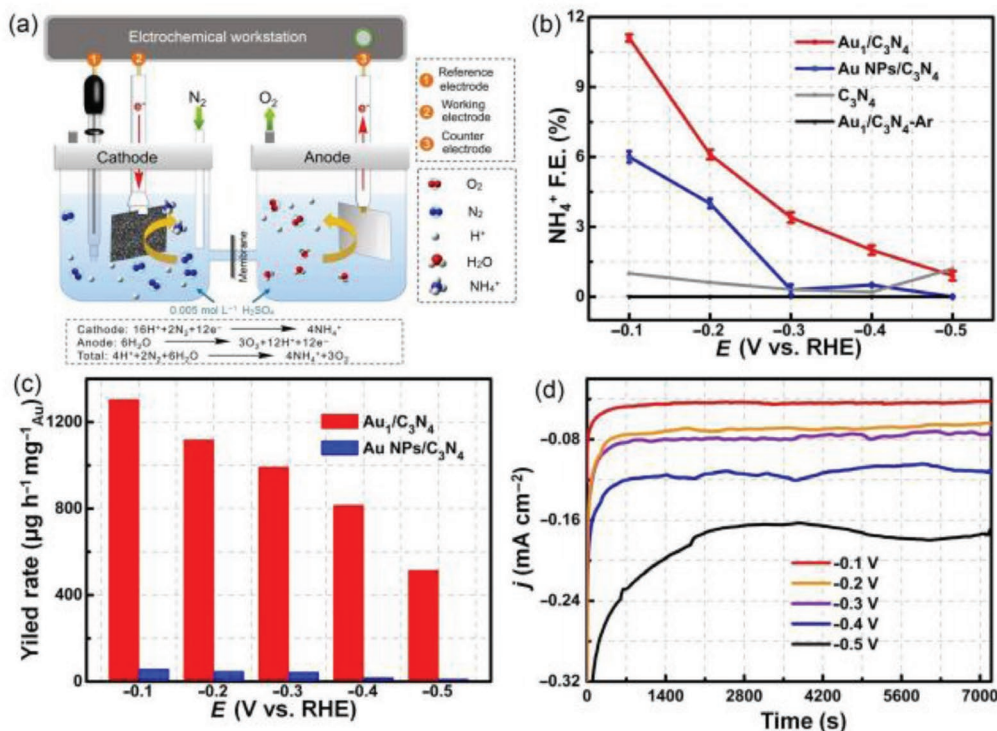 (a)
Elctrochemical workstation
1
2
3
e⁻
N₂
O₂
e⁻
Cathode
Anode
Membrane
0.005 mol L⁻¹ H₂SO₄
1 Reference
electrode
2 Working
electrode
3 Counter
electrode
O₂
N₂
H⁺
H₂O
NH₄⁺
Cathode: 16H⁺+2N₂+12e⁻ → 4NH₄⁺
Anode: 6H₂O → 3O₂+12H⁺+12e⁻
Total: 4H⁺+2N₂+6H₂O → 4NH₄⁺+3O₂
(b)
NH₄⁺ F.E. (%)
12
9
6
3
0
Au₁/C₃N₄
Au NPs/C₃N₄
C₃N₄
Au₁/C₃N₄-Ar
−0.1 −0.2 −0.3 −0.4 −0.5
E (V vs. RHE)
(c)
Yiled rate (µg h⁻¹ mg⁻¹ Au)
1200
800
400
0
Au₁/C₃N₄
Au NPs/C₃N₄
−0.1 −0.2 −0.3 −0.4 −0.5
E (V vs. RHE)
(d)
j (mA cm⁻²)
−0.08
−0.16
−0.24
−0.32
-0.1 V
-0.2 V
-0.3 V
-0.4 V
-0.5 V
0 1400 2800 4200 5600 7000
Time (s)